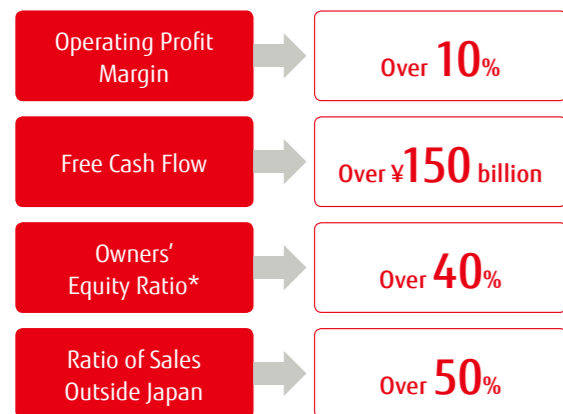 Operating Profit
Margin
Over 10%
Free Cash Flow
Over ¥150 billion
Owners'
Equity Ratio*
Over 40%
Ratio of Sales
Outside Japan
Over 50%